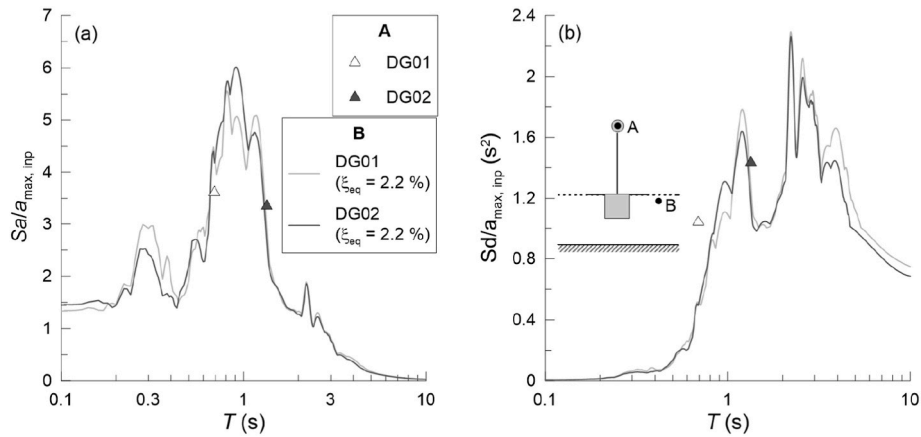 (a)
7
6
5
4
3
2
1
0
Sa/a_max, inp
0.1 0.3 1 3 10
T (s)
A
DG01
DG02
B
DG01
(ξeq = 2.2 %)
DG02
(ξeq = 2.2 %)
(b)
2.4
2
1.6
1.2
0.8
0.4
0
Sd/a_max, inp (s²)
A
B
0.1 1 10
T (s)